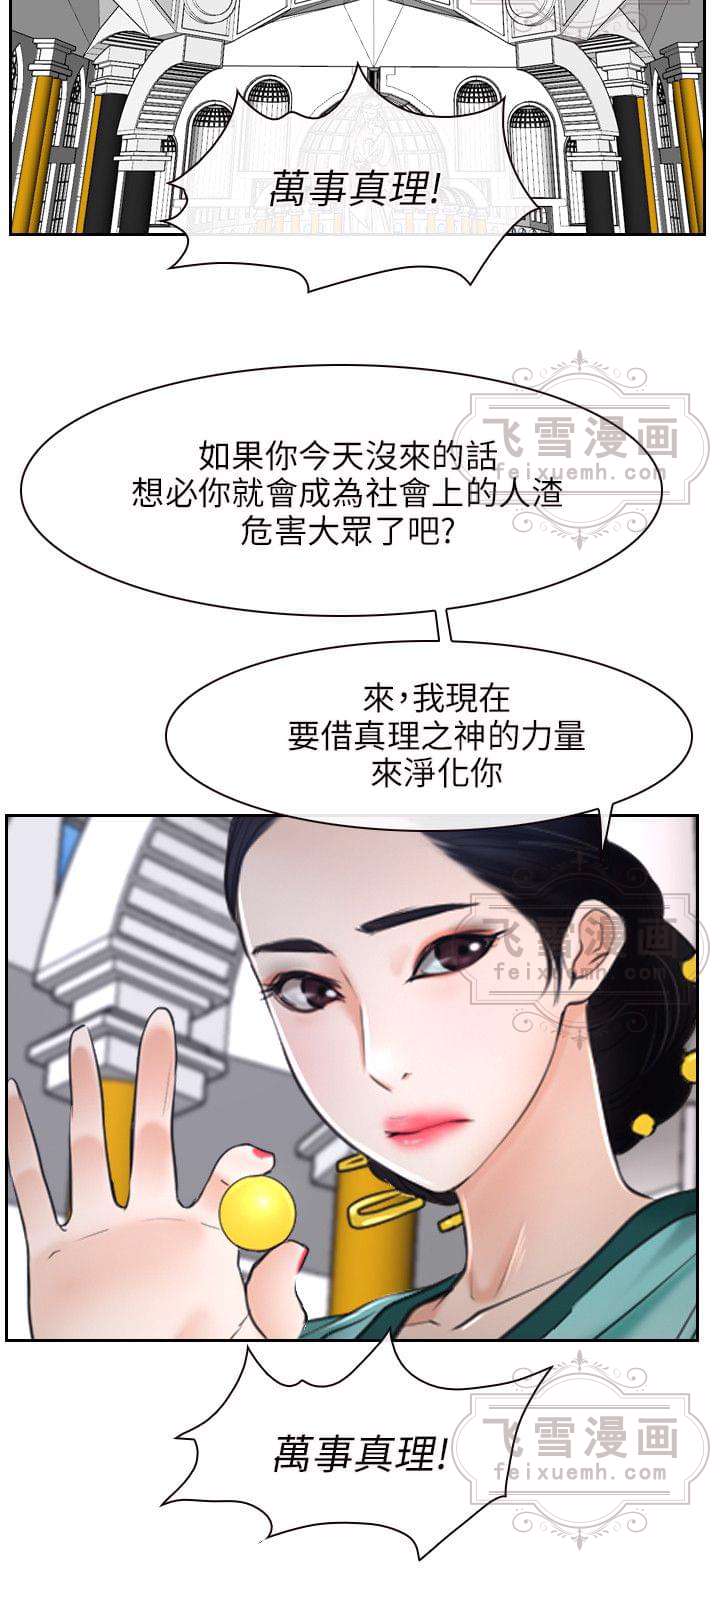 萬事真理!
飞雪漫画
feixuemh.com
如果你今天沒來的話
想必你就會成為社會上的人渣
危害大眾了吧?
來,我現在
要借真理之神的力量
來淨化你
飞雪漫画
feixuemh.com
萬事真理!
飞雪漫画
feixuemh.com